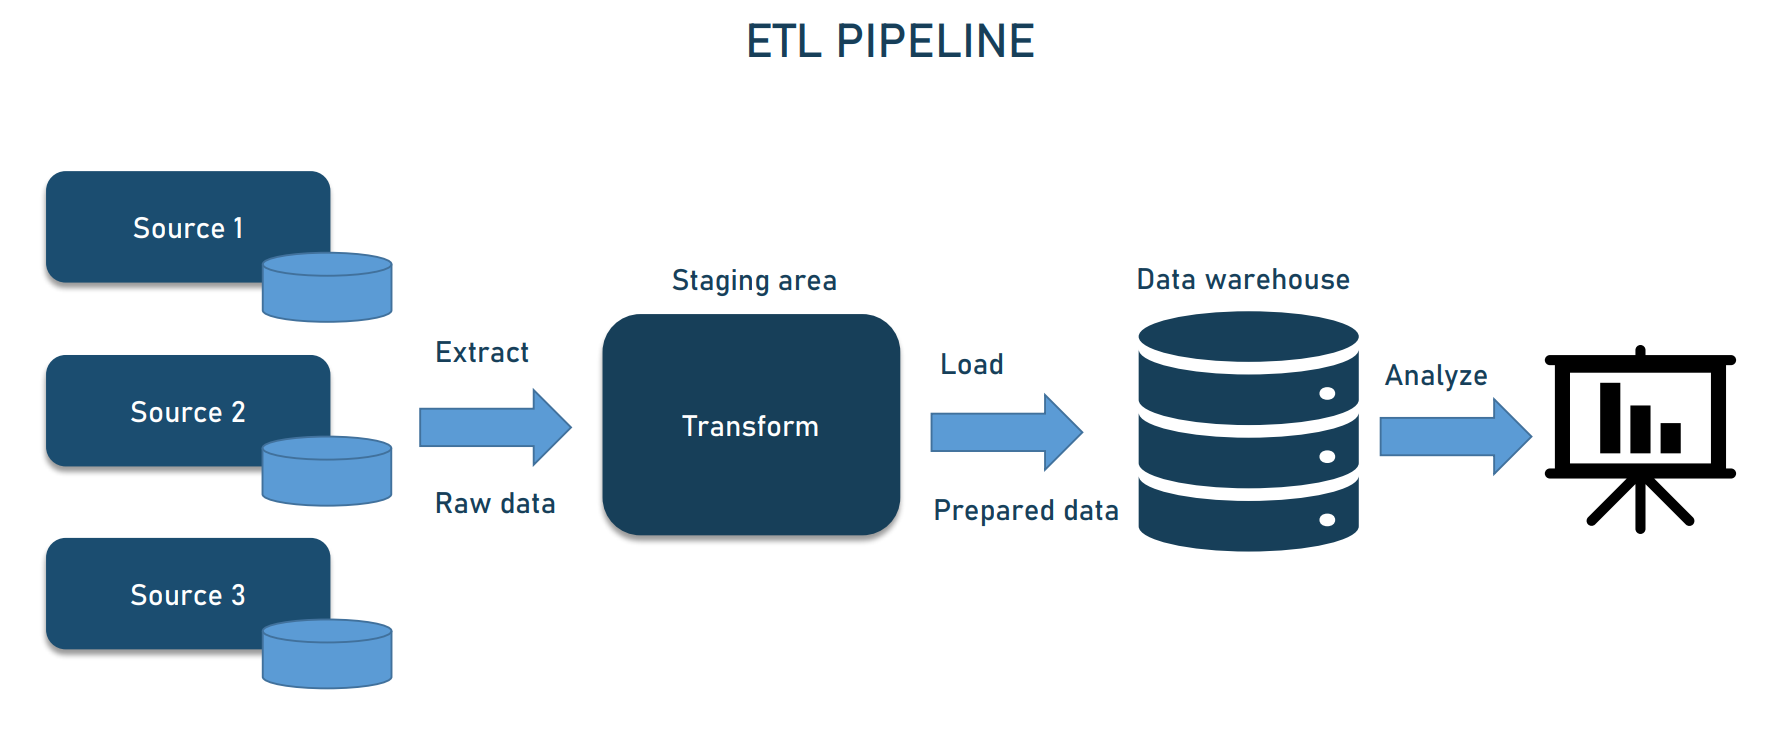 ETL PIPELINE
Source 1
Source 2
Source 3
Extract
Raw data
Staging area
Transform
Load
Prepared data
Data warehouse
Analyze